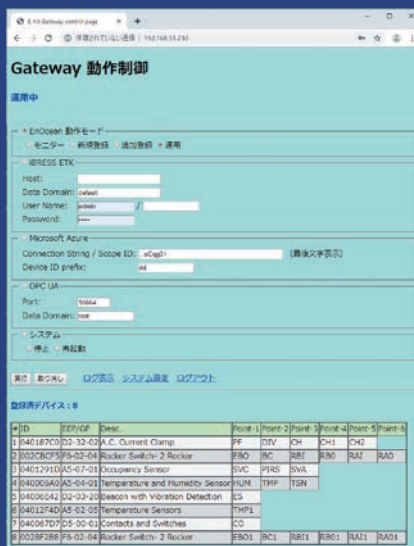 E-Kit Gateway control page
保護されていない通信 | 192.168.51.210
Gateway 動作制御
運用中
EnOcean 動作モード
モニター 新規登録 追加登録 運用
IBRESS ETK
Host:
Data Domain: default
User Name: admin /
Password:
Microsoft Azure
Connection String / Scope ID: (最後文字表示)
Device ID prefix: dd
OPC UA
Port:
Data Domain: test
システム
停止 再起動
実行 取り消し ログ表示 システム設定 ログアウト
登録済デバイス : 8
# ID EEP/GP Desc. Point-1 Point-2 Point-3 Point-4 Point-5 Point-6
1 040187C0 D2-32-02 A.C. Current Clamp PF DIV CH CH1 CH2
2 002CBCF5 F6-02-04 Rocker Switch- 2 Rocker EBO BC RBI RB0 RAI RA0
3 0401291D A5-07-01 Occupancy Sensor SVC PIRS SVA
4 040006A0 A5-04-01 Temperature and Humidity Sensor HUM TMP TSN
5 04006642 D2-03-20 Beacon with Vibration Detection ES
6 04012F4D A5-02-05 Temperature Sensors TMP1
7 040067D7 D5-00-01 Contacts and Switches CO
8 0028F2B8 F6-02-04 Rocker Switch- 2 Rocker EBO1 BC1 RBI1 RB01 RAI1 RA01